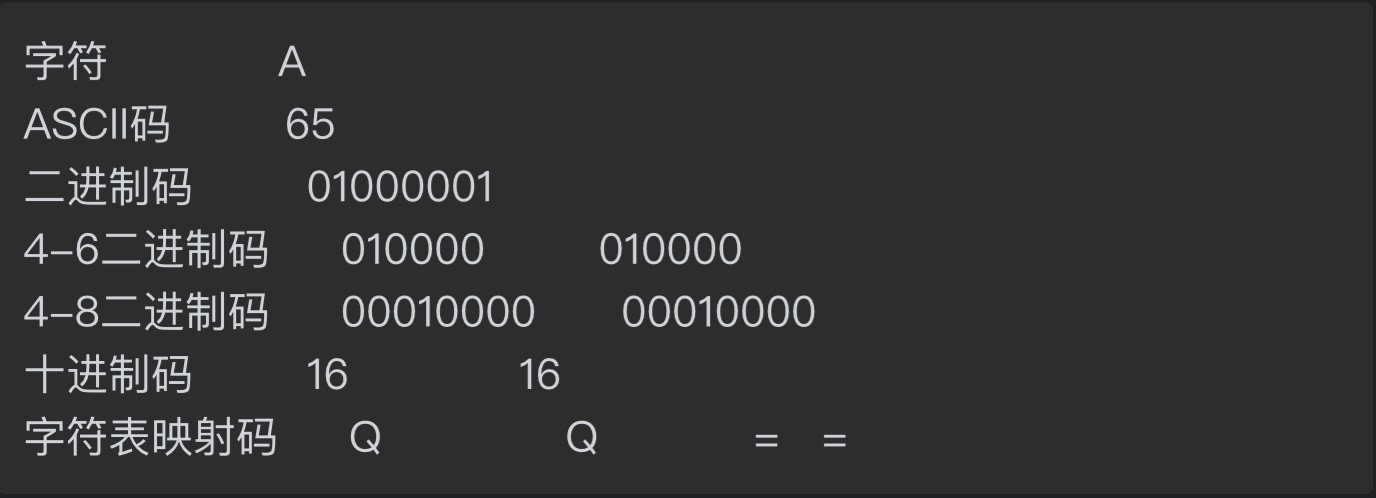 字符 A
ASCII码 65
二进制码 01000001
4-6二进制码 010000 010000
4-8二进制码 00010000 00010000
十进制码 16 16
字符表映射码 Q Q = =